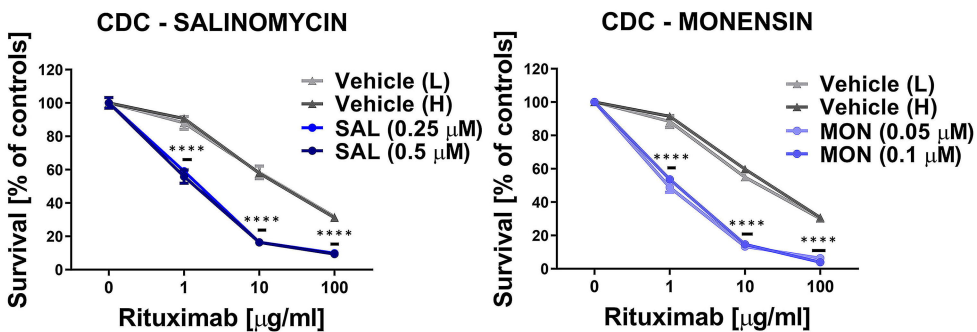 CDC - SALINOMYCIN
Survival [% of controls]
120
100
80
60
40
20
0
Vehicle (L)
Vehicle (H)
SAL (0.25 μM)
SAL (0.5 μM)
****
****
****
0 1 10 100
Rituximab [μg/ml]
CDC - MONENSIN
Survival [% of controls]
120
100
80
60
40
20
0
Vehicle (L)
Vehicle (H)
MON (0.05 μM)
MON (0.1 μM)
****
****
****
0 1 10 100
Rituximab [μg/ml]